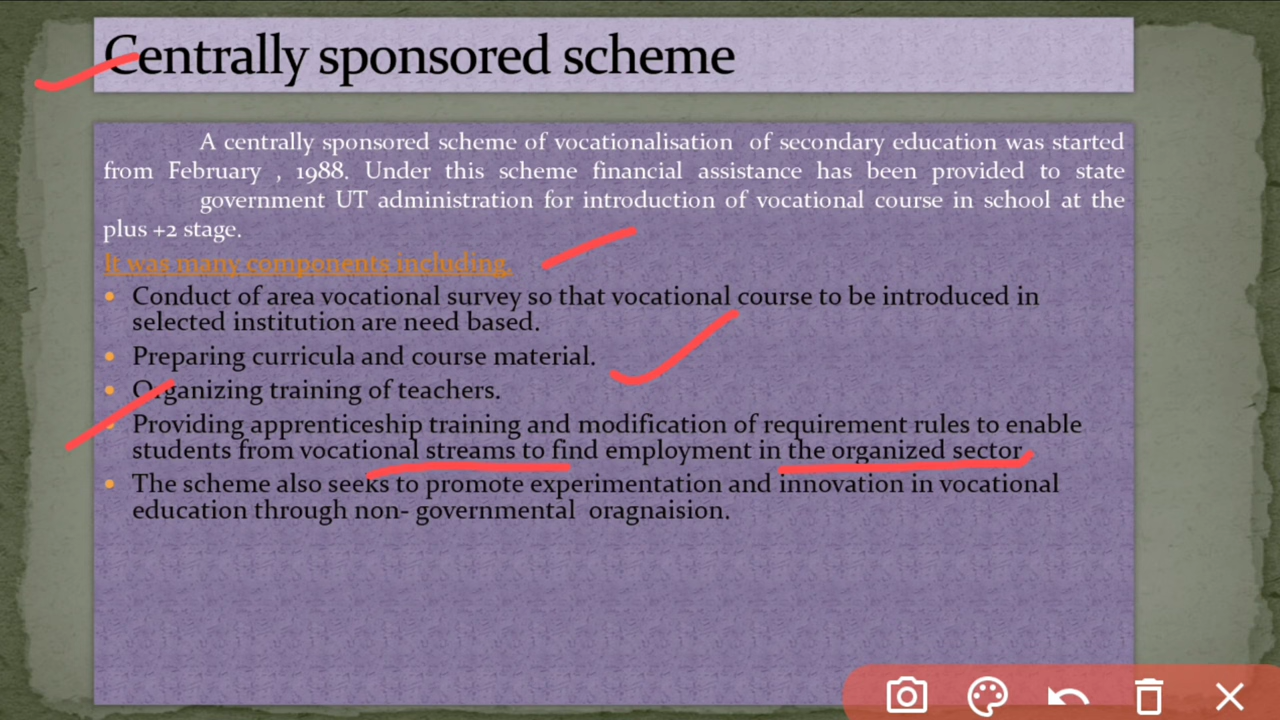 Centrally sponsored scheme
A centrally sponsored scheme of vocationalisation of secondary education was started
from February , 1988. Under this scheme financial assistance has been provided to state
government UT administration for introduction of vocational course in school at the
plus +2 stage.
It was many components including.
• Conduct of area vocational survey so that vocational course to be introduced in
selected institution are need based.
• Preparing curricula and course material.
• Organizing training of teachers.
• Providing apprenticeship training and modification of requirement rules to enable
students from vocational streams to find employment in the organized sector.
• The scheme also seeks to promote experimentation and innovation in vocational
education through non- governmental oragnaision.